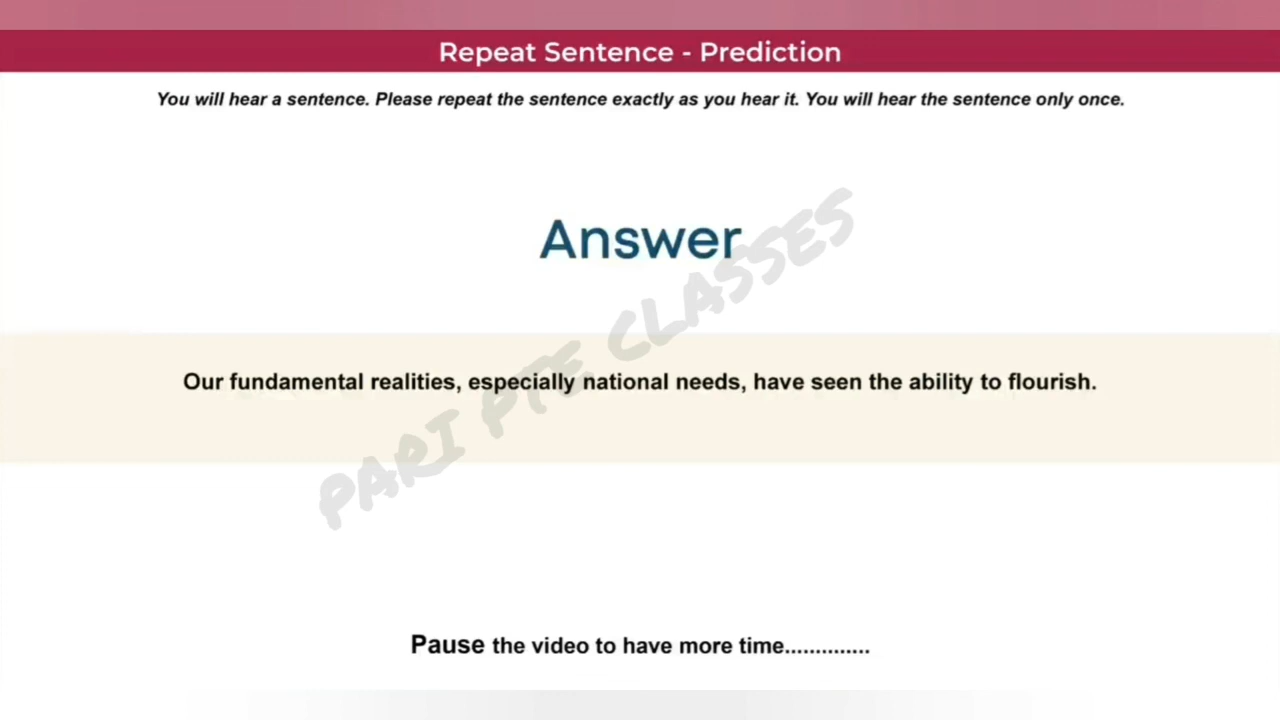 Repeat Sentence - Prediction
You will hear a sentence. Please repeat the sentence exactly as you hear it. You will hear the sentence only once.
Answer
PARI PTE CLASSES
Our fundamental realities, especially national needs, have seen the ability to flourish.
Pause the video to have more time..............